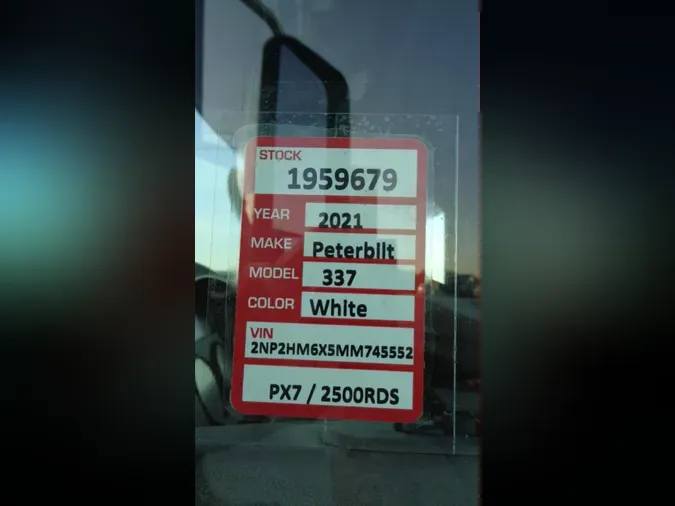 STOCK
1959679
YEAR 2021
MAKE Peterbilt
MODEL 337
COLOR White
VIN
2NP2HM6X5MM745552
PX7 / 2500RDS